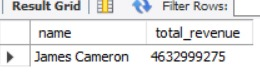 Result Grid Filter Rows:
name total_revenue
James Cameron 4632999275